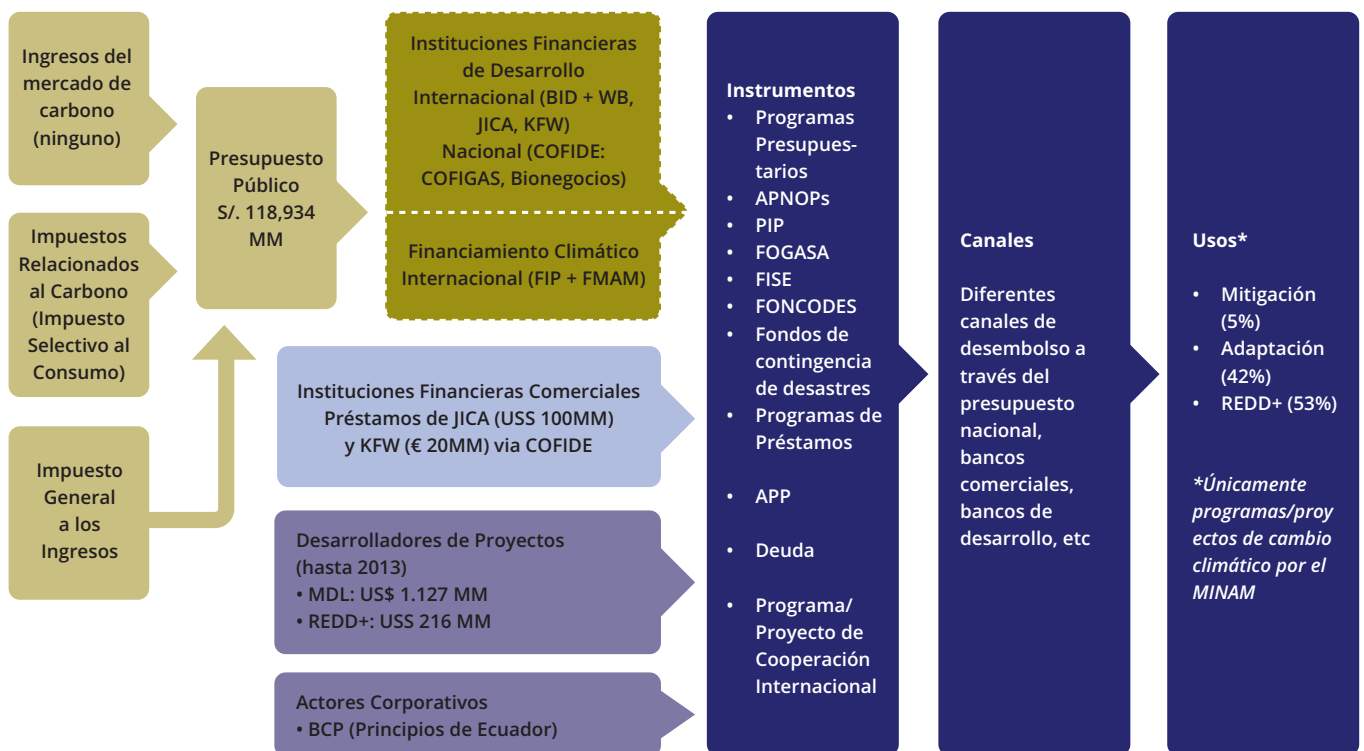 Ingresos del
mercado de
carbono
(ninguno)
Impuestos
Relacionados
al Carbono
(Impuesto
Selectivo al
Consumo)
Impuesto
General
a los
Ingresos
Presupuesto
Público
S/. 118,934
MM
Instituciones Financieras
de Desarrollo
Internacional (BID + WB,
JICA, KFW)
Nacional (COFIDE:
COFIGAS, Bionegocios)
Financiamiento Climático
Internacional (FIP + FMAM)
Instituciones Financieras Comerciales
Préstamos de JICA (USS 100MM)
y KFW (€ 20MM) via COFIDE
Desarrolladores de Proyectos
(hasta 2013)
• MDL: US$ 1.127 MM
• REDD+: USS 216 MM
Actores Corporativos
• BCP (Principios de Ecuador)
Instrumentos
• Programas
Presupues-
tarios
• APNOPs
• PIP
• FOGASA
• FISE
• FONCODES
• Fondos de
contingencia
de desastres
• Programas de
Préstamos
• APP
• Deuda
• Programa/
Proyecto de
Cooperación
Internacional
Canales
Diferentes
canales de
desembolso a
través del
presupuesto
nacional,
bancos
comerciales,
bancos de
desarrollo, etc
Usos*
• Mitigación
(5%)
• Adaptación
(42%)
• REDD+ (53%)
*Únicamente
programas/proy
ectos de cambio
climático por el
MINAM